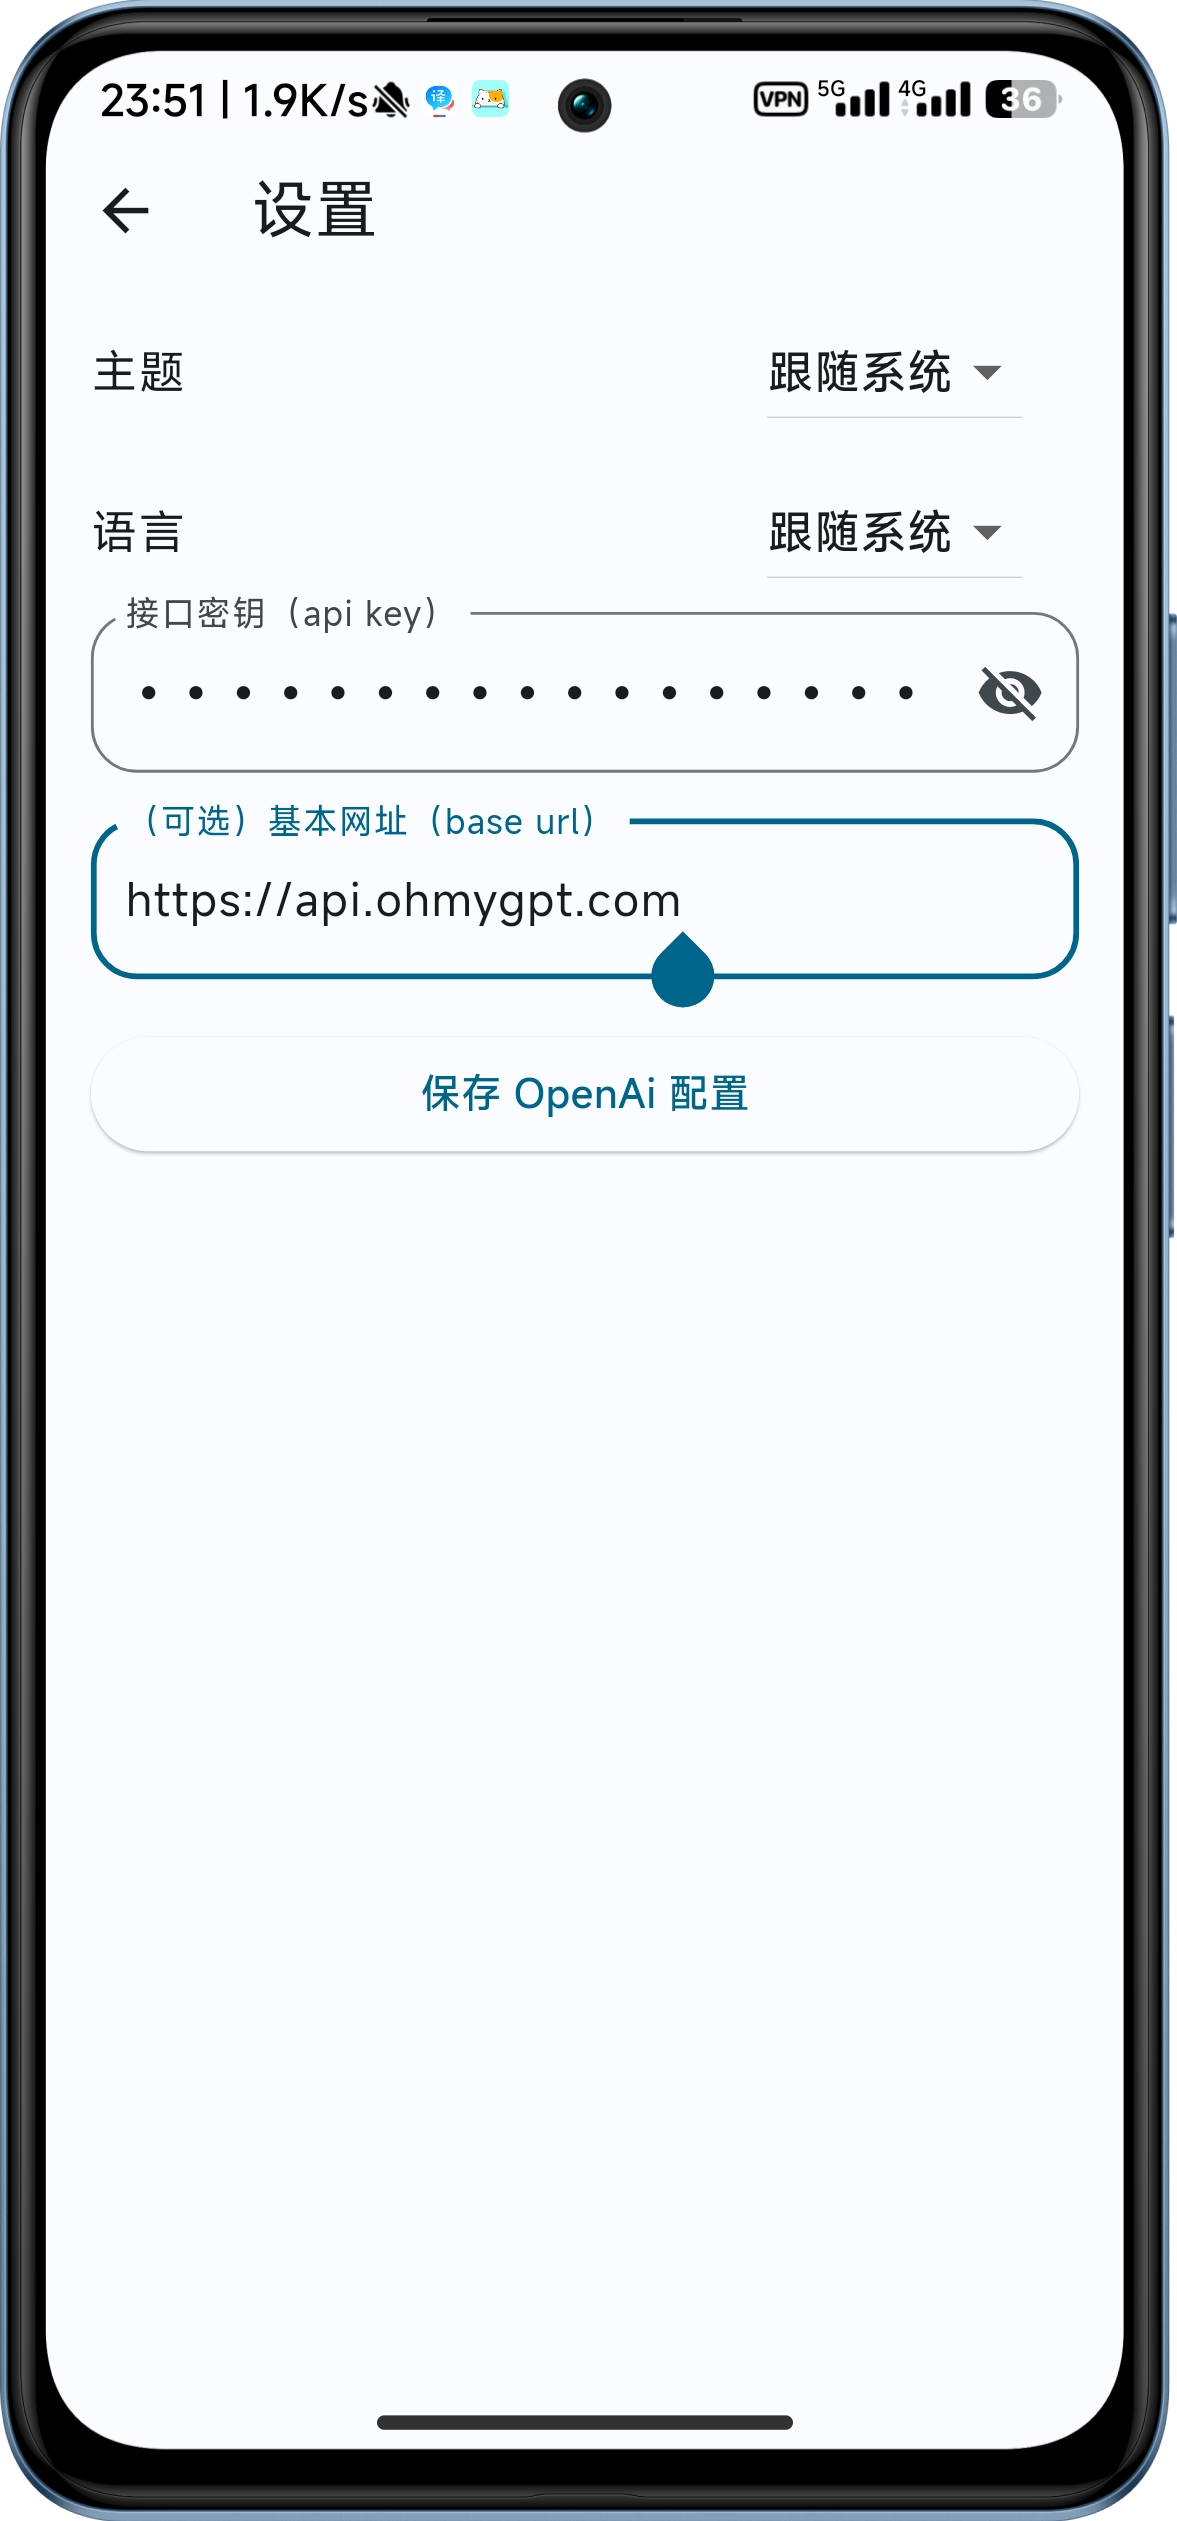 23:51 | 1.9K/s
译
VPN 5G 4G 36
设置
主题 跟随系统
语言 跟随系统
接口密钥（api key）
（可选）基本网址（base url）
https://api.ohmygpt.com
保存 OpenAi 配置